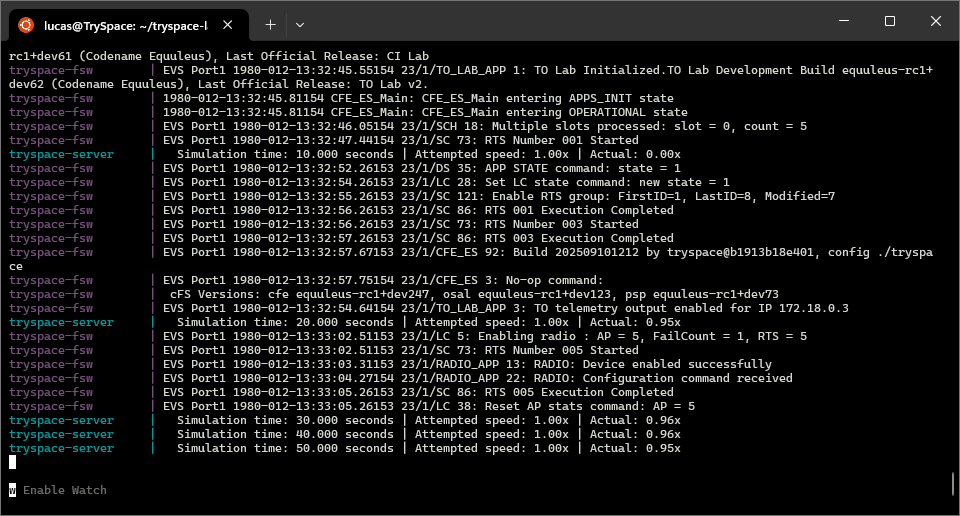 lucas@TrySpace: ~/tryspace-l
rc1+dev61 (Codename Equuleus), Last Official Release: CI Lab
tryspace-fsw | EVS Port1 1980-012-13:32:45.55154 23/1/TO_LAB_APP 1: TO Lab Initialized.TO Lab Development Build equuleus-rc1+
dev62 (Codename Equuleus), Last Official Release: TO Lab v2.
tryspace-fsw | 1980-012-13:32:45.81154 CFE_ES_Main: CFE_ES_Main entering APPS_INIT state
tryspace-fsw | 1980-012-13:32:45.81154 CFE_ES_Main: CFE_ES_Main entering OPERATIONAL state
tryspace-fsw | EVS Port1 1980-012-13:32:46.05154 23/1/SCH 18: Multiple slots processed: slot = 0, count = 5
tryspace-fsw | EVS Port1 1980-012-13:32:47.44154 23/1/SC 73: RTS Number 001 Started
tryspace-server | Simulation time: 10.000 seconds | Attempted speed: 1.00x | Actual: 0.00x
tryspace-fsw | EVS Port1 1980-012-13:32:52.26153 23/1/DS 35: APP STATE command: state = 1
tryspace-fsw | EVS Port1 1980-012-13:32:54.26153 23/1/LC 28: Set LC state command: new state = 1
tryspace-fsw | EVS Port1 1980-012-13:32:55.26153 23/1/SC 121: Enable RTS group: FirstID=1, LastID=8, Modified=7
tryspace-fsw | EVS Port1 1980-012-13:32:56.26153 23/1/SC 86: RTS 001 Execution Completed
tryspace-fsw | EVS Port1 1980-012-13:32:56.26153 23/1/SC 73: RTS Number 003 Started
tryspace-fsw | EVS Port1 1980-012-13:32:57.26153 23/1/SC 86: RTS 003 Execution Completed
tryspace-fsw | EVS Port1 1980-012-13:32:57.67153 23/1/CFE_ES 92: Build 202509101212 by tryspace@b1913b18e401, config ./tryspa
ce
tryspace-fsw | EVS Port1 1980-012-13:32:57.75154 23/1/CFE_ES 3: No-op command:
tryspace-fsw | cFS Versions: cfe equuleus-rc1+dev247, osal equuleus-rc1+dev123, psp equuleus-rc1+dev73
tryspace-fsw | EVS Port1 1980-012-13:32:54.64154 23/1/TO_LAB_APP 3: TO telemetry output enabled for IP 172.18.0.3
tryspace-server | Simulation time: 20.000 seconds | Attempted speed: 1.00x | Actual: 0.95x
tryspace-fsw | EVS Port1 1980-012-13:33:02.51153 23/1/LC 5: Enabling radio : AP = 5, FailCount = 1, RTS = 5
tryspace-fsw | EVS Port1 1980-012-13:33:02.51153 23/1/SC 73: RTS Number 005 Started
tryspace-fsw | EVS Port1 1980-012-13:33:03.31153 23/1/RADIO_APP 13: RADIO: Device enabled successfully
tryspace-fsw | EVS Port1 1980-012-13:33:04.27154 23/1/RADIO_APP 22: RADIO: Configuration command received
tryspace-fsw | EVS Port1 1980-012-13:33:05.26153 23/1/SC 86: RTS 005 Execution Completed
tryspace-fsw | EVS Port1 1980-012-13:33:05.26153 23/1/LC 38: Reset AP stats command: AP = 5
tryspace-server | Simulation time: 30.000 seconds | Attempted speed: 1.00x | Actual: 0.96x
tryspace-server | Simulation time: 40.000 seconds | Attempted speed: 1.00x | Actual: 0.96x
tryspace-server | Simulation time: 50.000 seconds | Attempted speed: 1.00x | Actual: 0.95x
w Enable Watch